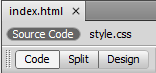 index.html ×
Source Code style.css
Code Split Design